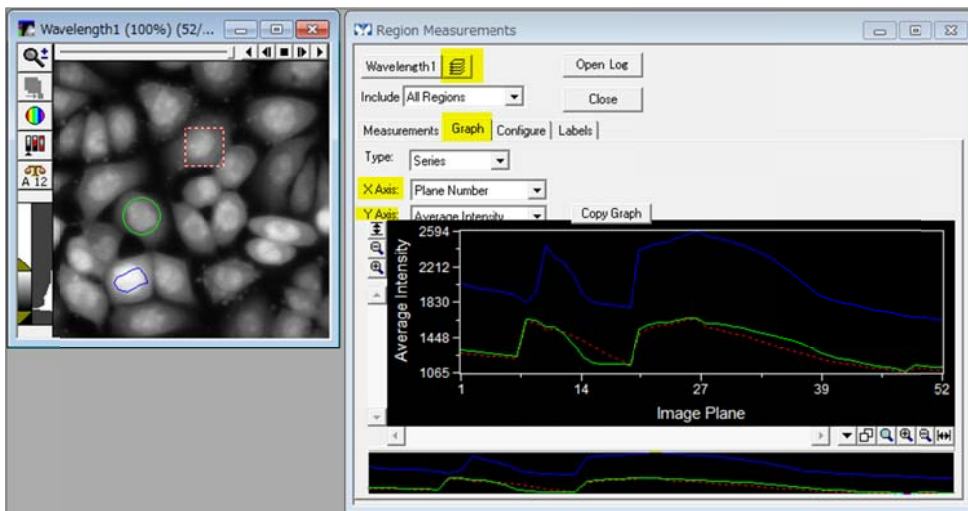 Wavelength1 (100%) (52/...
A 12
Region Measurements
Wavelength1
Open Log
Include All Regions
Close
Measurements Graph Configure Labels
Type: Series
X Axis: Plane Number
Y Axis: Average Intensity
Copy Graph
Average Intensity
2594
2212
1830
1448
1065
1 14 27 39 52
Image Plane